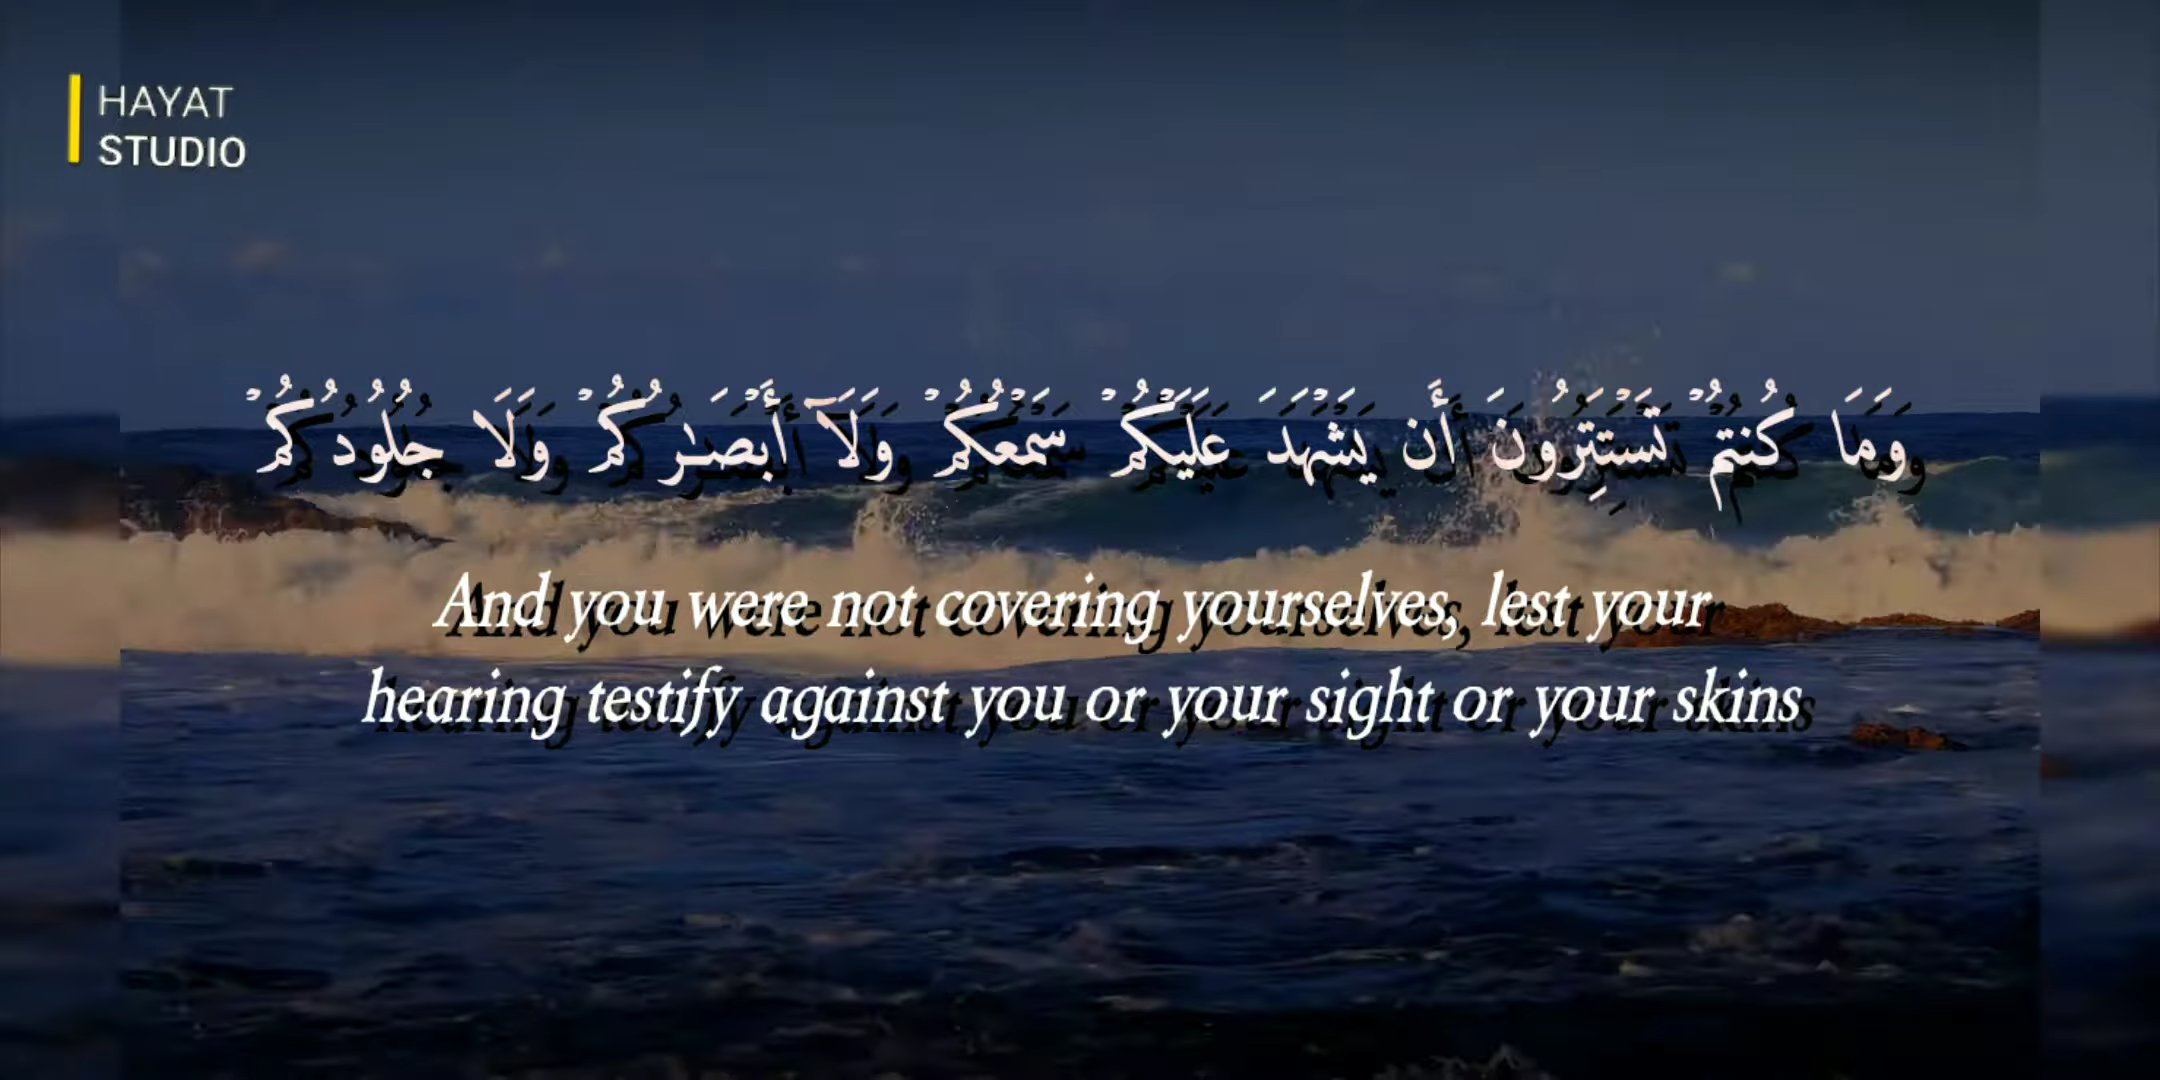 HAYAT
STUDIO
وَمَا كُنتُمْ تَسْتَتِرُونَ أَن يَشْهَدَ عَلَيْكُمْ سَمْعُكُمْ وَلَآ أَبْصَـٰرُكُمْ وَلَا جُلُودُكُمْ
And you were not covering yourselves, lest your
hearing testify against you or your sight or your skins